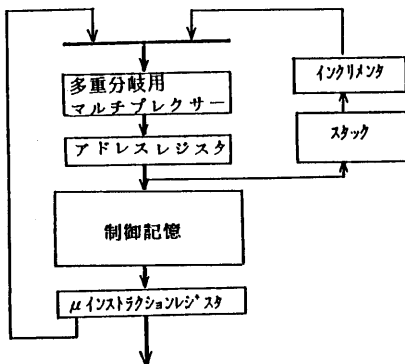 多重分岐用
マルチプレクサー
アドレスレジスタ
制御記憶
μインストラクションレジスタ
インクリメンタ
スタック